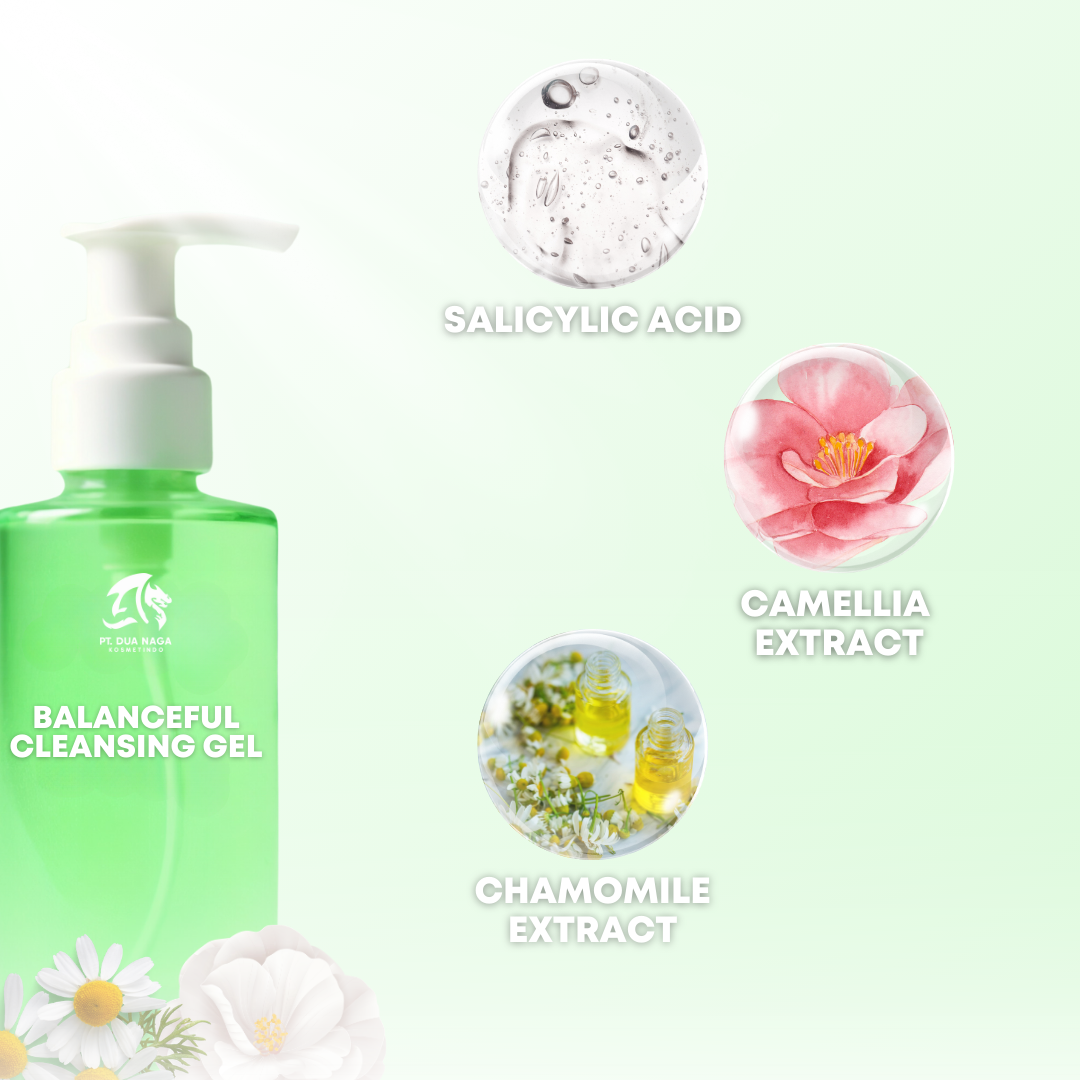 SALICYLIC ACID
CAMELLIA
EXTRACT
PT. DUA NAGA
KOSMETINDO
BALANCEFUL
CLEANSING GEL
CHAMOMILE
EXTRACT